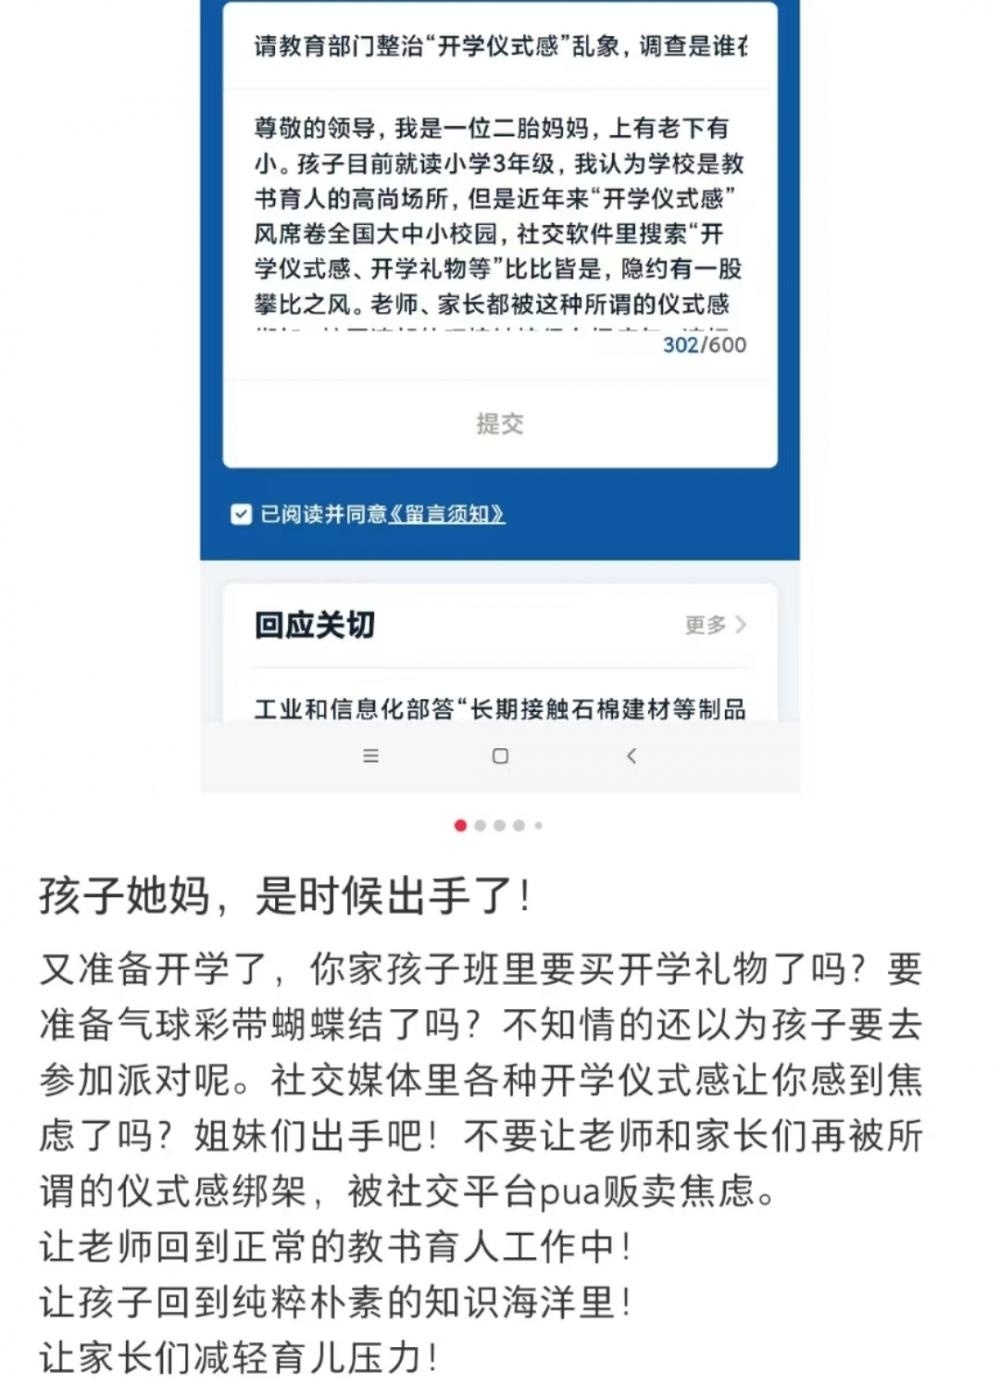 请教育部门整治“开学仪式感”乱象，调查是谁在
尊敬的领导，我是一位二胎妈妈，上有老下有
小。孩子目前就读小学3年级，我认为学校是教
书育人的高尚场所，但是近年来“开学仪式感”
风席卷全国大中小校园，社交软件里搜索“开
学仪式感、开学礼物等”比比皆是，隐约有一股
攀比之风。老师、家长都被这种所谓的仪式感
302/600
提交
已阅读并同意《留言须知》
回应关切
更多
工业和信息化部答“长期接触石棉建材等制品
孩子她妈，是时候出手了！
又准备开学了，你家孩子班里要买开学礼物了吗？要
准备气球彩带蝴蝶结了吗？不知情的还以为孩子要去
参加派对呢。社交媒体里各种开学仪式感让你感到焦
虑了吗？姐妹们出手吧！不要让老师和家长们再被所
谓的仪式感绑架，被社交平台pua贩卖焦虑。
让老师回到正常的教书育人工作中！
让孩子回到纯粹朴素的知识海洋里！
让家长们减轻育儿压力！